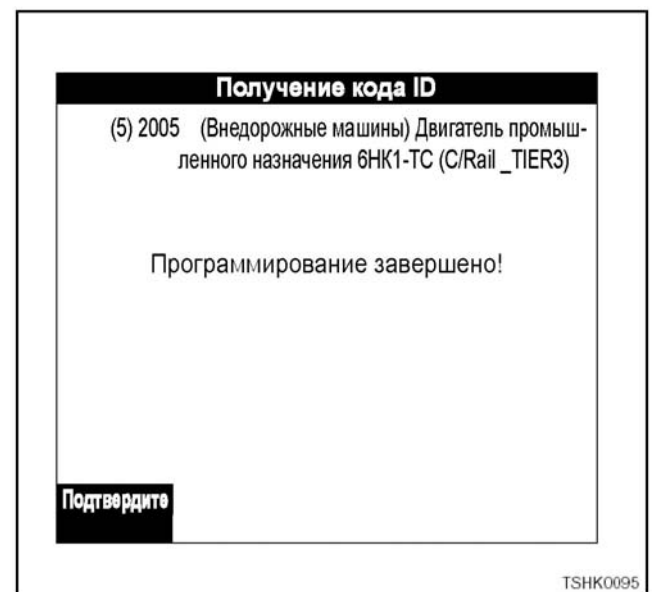 Получение кода ID
(5) 2005 (Внедорожные машины) Двигатель промыш-
ленного назначения 6НК1-ТС (C/Rail _TIER3)
Программирование завершено!
Подтвердите
TSHK0095